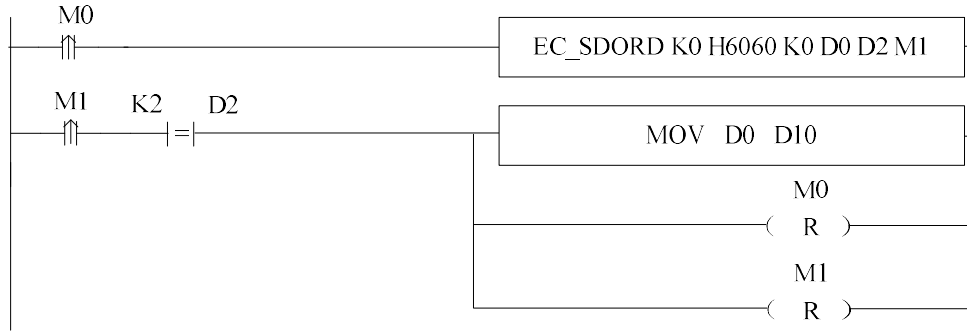 M0
EC_SDORD K0 H6060 K0 D0 D2 M1
M1 K2 = D2
MOV D0 D10
M0
( R )
M1
( R )